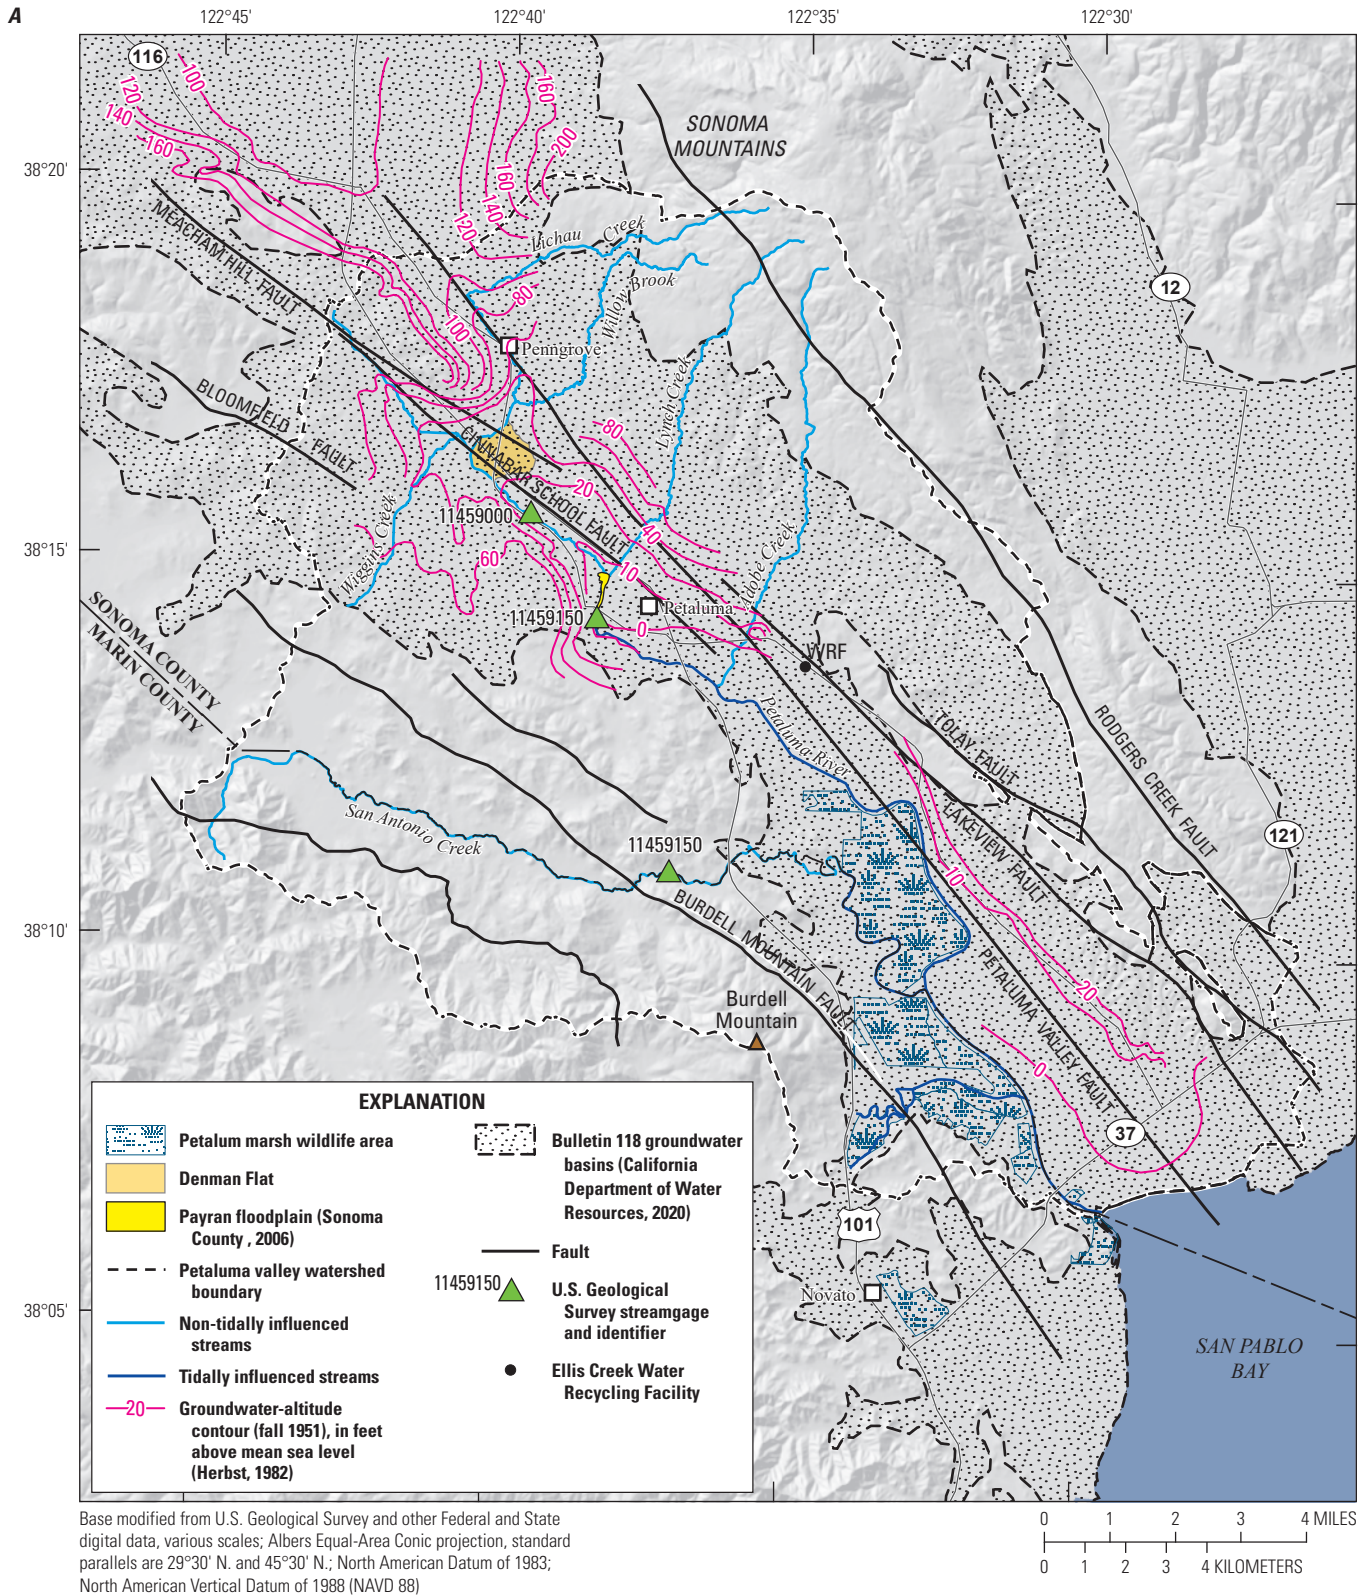 A
122°45'
122°40'
122°35'
122°30'
116
100
120
140
160
160
200
160
140
120
SONOMA
MOUNTAINS
38°20'
MEACHAM HILL FAULT
Lichau Creek
Willow Brook
80
100
12
Penngrove
BLOOMFIELD FAULT
Lynch Creek
80
CINNABAR SCHOOL FAULT
20
11459000
40
38°15'
Wiggins Creek
60
10
Adobe Creek
SONOMA COUNTY
MARIN COUNTY
11459150
Petaluma
0
WRF
Petaluma River
TOLAY FAULT
RODGERS CREEK FAULT
LAKEVIEW FAULT
San Antonio Creek
11459150
121
10
BURDELL MOUNTAIN FAULT
38°10'
PETALUMA VALLEY FAULT
20
Burdell
Mountain
0
37
101
Novato
38°05'
SAN PABLO
BAY
EXPLANATION
Petalum marsh wildlife area
Denman Flat
Payran floodplain (Sonoma
County , 2006)
Petaluma valley watershed
boundary
Non-tidally influenced
streams
Tidally influenced streams
20
Groundwater-altitude
contour (fall 1951), in feet
above mean sea level
(Herbst, 1982)
Bulletin 118 groundwater
basins (California
Department of Water
Resources, 2020)
Fault
11459150
U.S. Geological
Survey streamgage
and identifier
Ellis Creek Water
Recycling Facility
Base modified from U.S. Geological Survey and other Federal and State
digital data, various scales; Albers Equal-Area Conic projection, standard
parallels are 29°30' N. and 45°30' N.; North American Datum of 1983;
North American Vertical Datum of 1988 (NAVD 88)
0 1 2 3 4 MILES
0 1 2 3 4 KILOMETERS